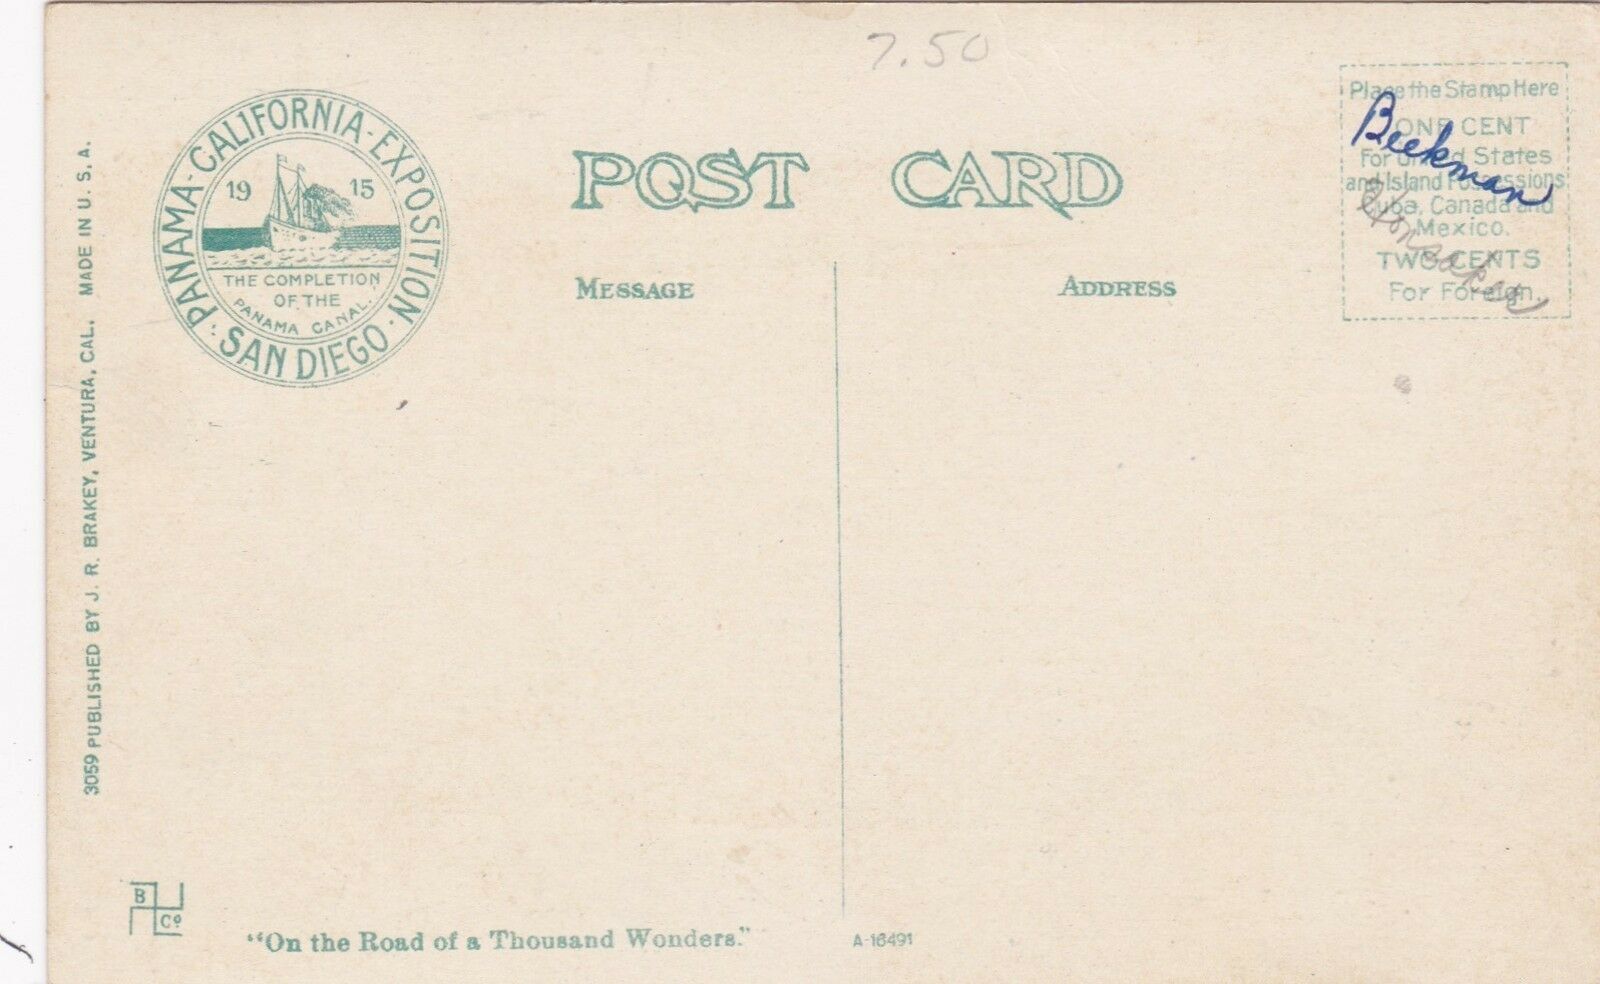 7.50
PANAMA-CALIFORNIA-EXPOSITION
SAN DIEGO
19 15
THE COMPLETION
OF THE
PANAMA CANAL.
POST CARD
MESSAGE
ADDRESS
Place the Stamp Here
ONE CENT
For United States
and Island Possessions
Cuba, Canada and
Mexico.
TWO CENTS
For Foreign.
Beekman
3059 PUBLISHED BY J. R. BRAKEY, VENTURA, CAL. MADE IN U. S. A.
B
Co
"On the Road of a Thousand Wonders."
A-16491